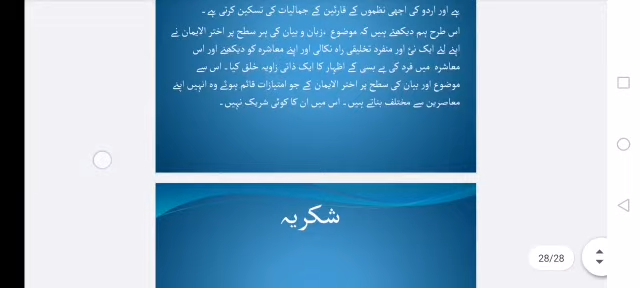 ہے اور اردو کی اچھی نظموں کے قارئین کے جمالیات کی تسکین کرتی ہے ۔
اس طرح ہم دیکھتے ہیں کہ موضوع ،زبان و بیان کی ہر سطح پر اختر الایمان نے
اپنے لئے ایک نئ اور منفرد تخلیقی راہ نکالی اور اپنے معاشرہ کو دیکھنے اور اس
معاشرہ میں فرد کی بے بسی کے اظہار کا ایک ذاتی زاویہ خلق کیا ۔ اس سے
موضوع اور بیان کی سطح پر اختر الایمان کے جو امتیازات قائم ہوئے وہ انہیں اپنے
معاصرین سے مختلف بناتے ہیں ۔ اس میں ان کا کوئی شریک نہیں ۔
شکریہ
28/28